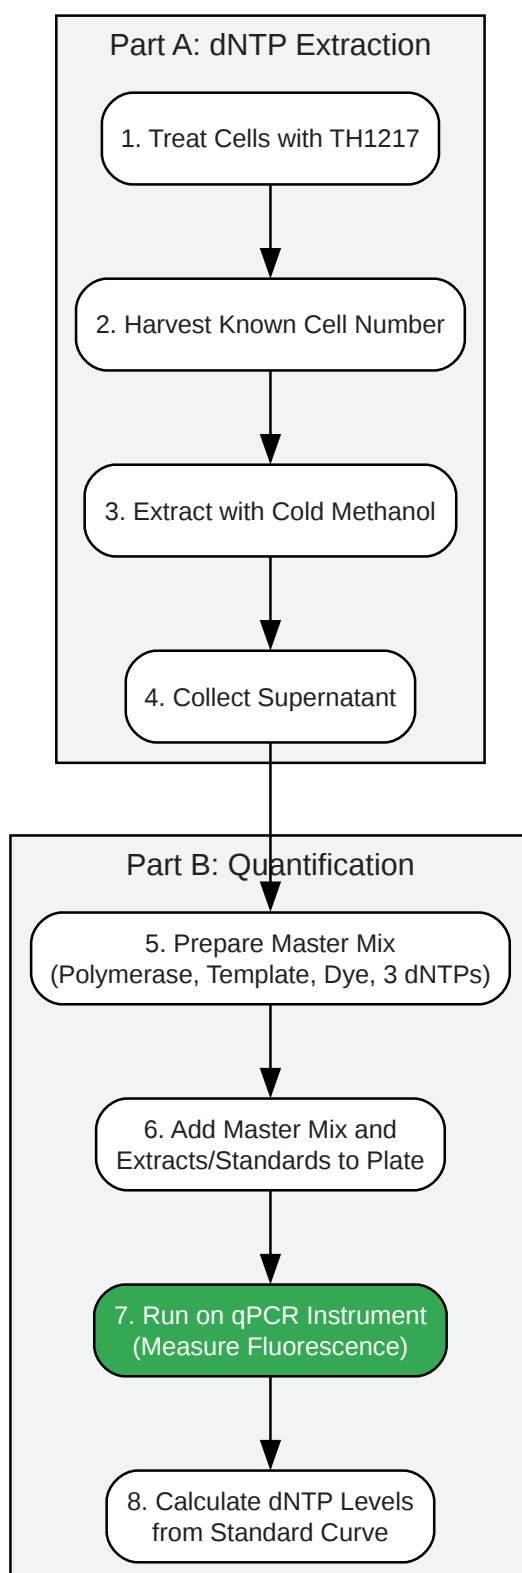 Part A: dNTP Extraction
1. Treat Cells with TH1217
2. Harvest Known Cell Number
3. Extract with Cold Methanol
4. Collect Supernatant
Part B: Quantification
5. Prepare Master Mix
(Polymerase, Template, Dye, 3 dNTPs)
6. Add Master Mix and
Extracts/Standards to Plate
7. Run on qPCR Instrument
(Measure Fluorescence)
8. Calculate dNTP Levels
from Standard Curve